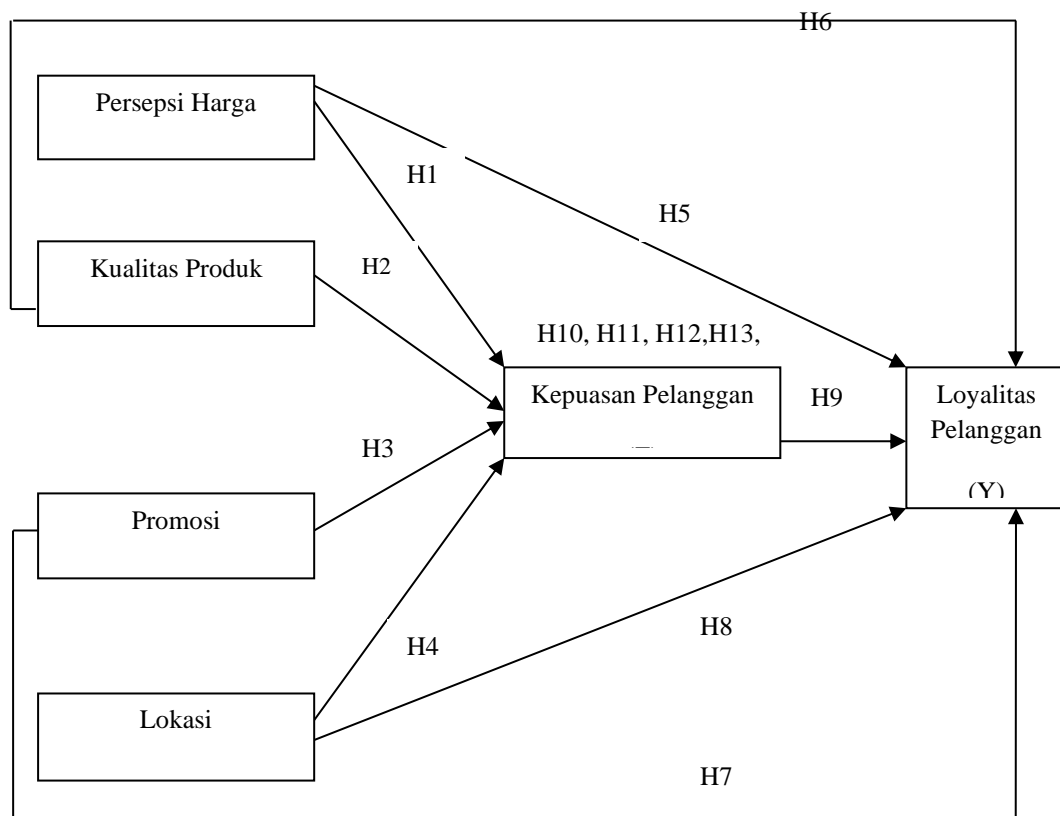 H6
Persepsi Harga
H1
H5
Kualitas Produk
H2
H10, H11, H12,H13,
Kepuasan Pelanggan
H9
Loyalitas
Pelanggan
(Y)
H3
Promosi
H4
H8
Lokasi
H7